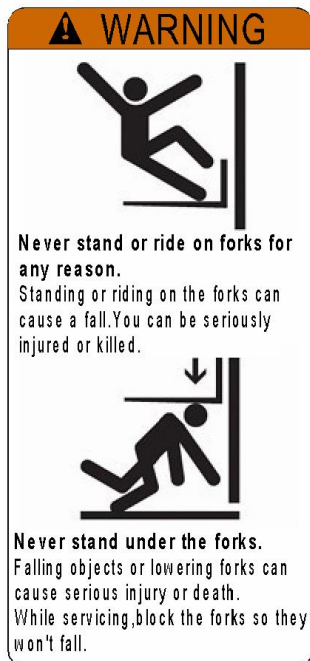 WARNING
Never stand or ride on forks for
any reason.
Standing or riding on the forks can
cause a fall.You can be seriously
injured or killed.
Never stand under the forks.
Falling objects or lowering forks can
cause serious injury or death.
While servicing,block the forks so they
won't fall.